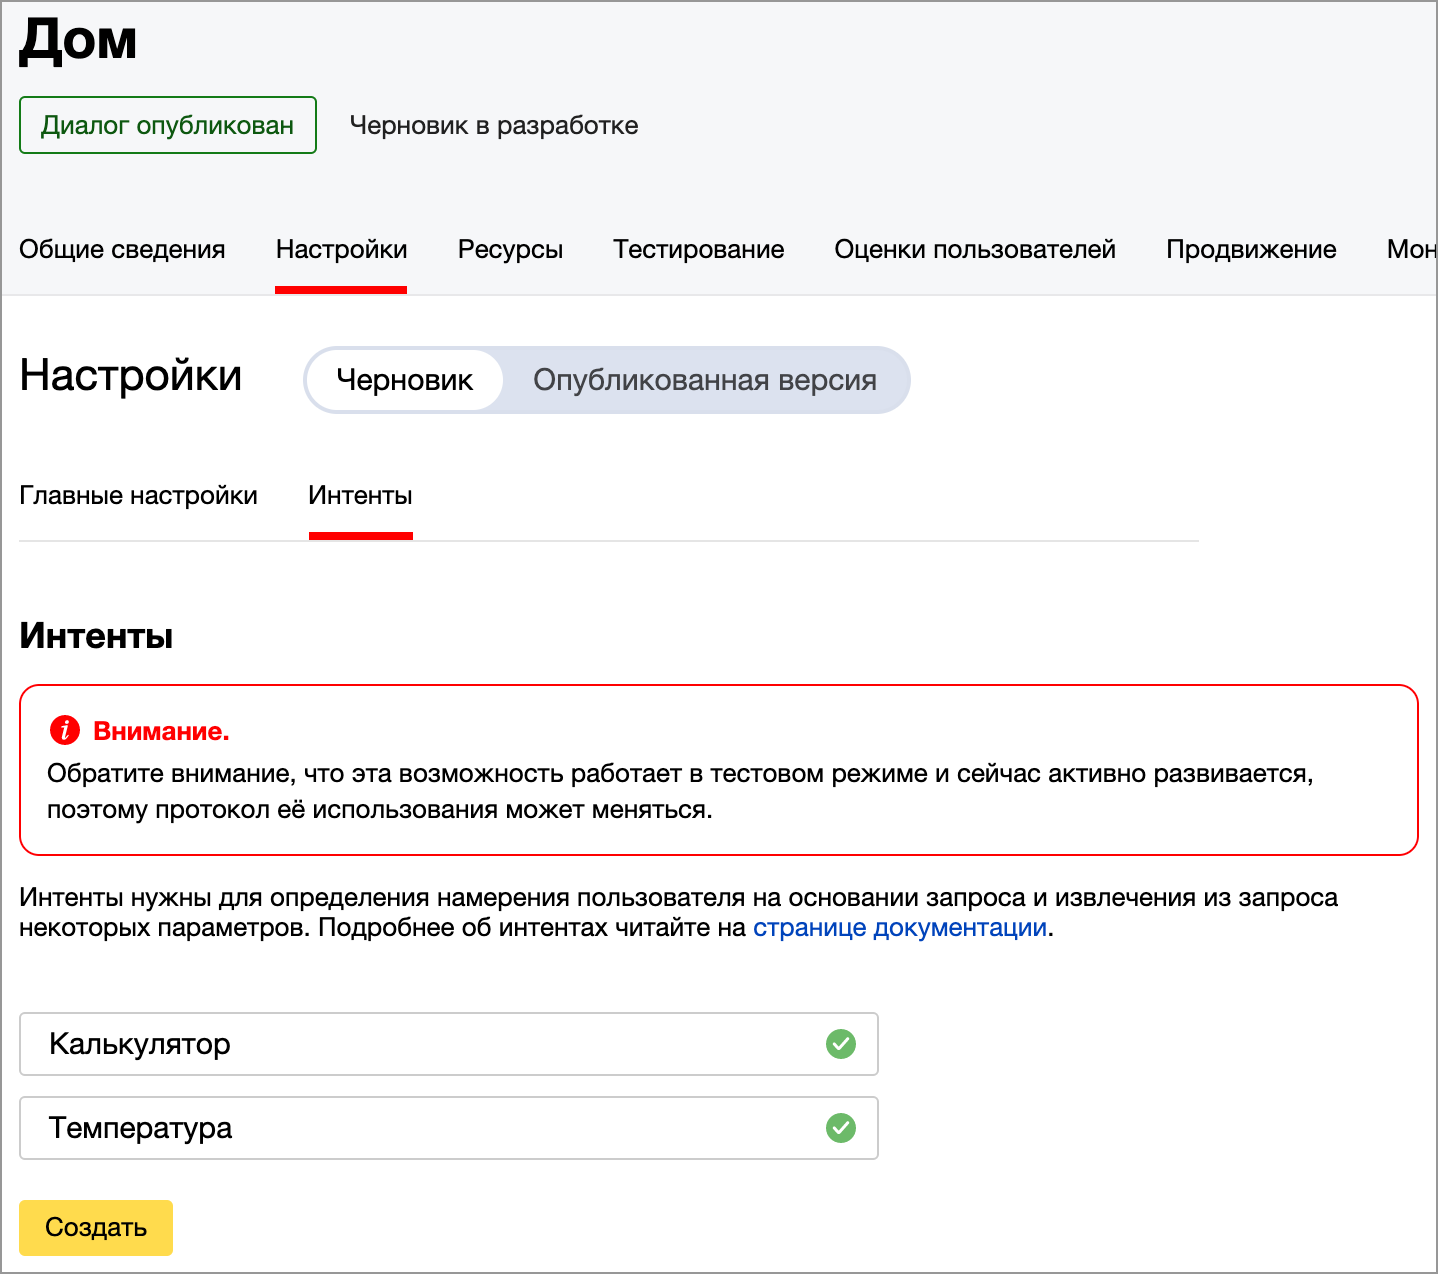 Дом
Диалог опубликован Черновик в разработке
Общие сведения Настройки Ресурсы Тестирование Оценки пользователей Продвижение Мон
Настройки Черновик Опубликованная версия
Главные настройки Интенты
Интенты
Внимание.
Обратите внимание, что эта возможность работает в тестовом режиме и сейчас активно развивается,
поэтому протокол её использования может меняться.
Интенты нужны для определения намерения пользователя на основании запроса и извлечения из запроса
некоторых параметров. Подробнее об интентах читайте на странице документации.
Калькулятор
Температура
Создать